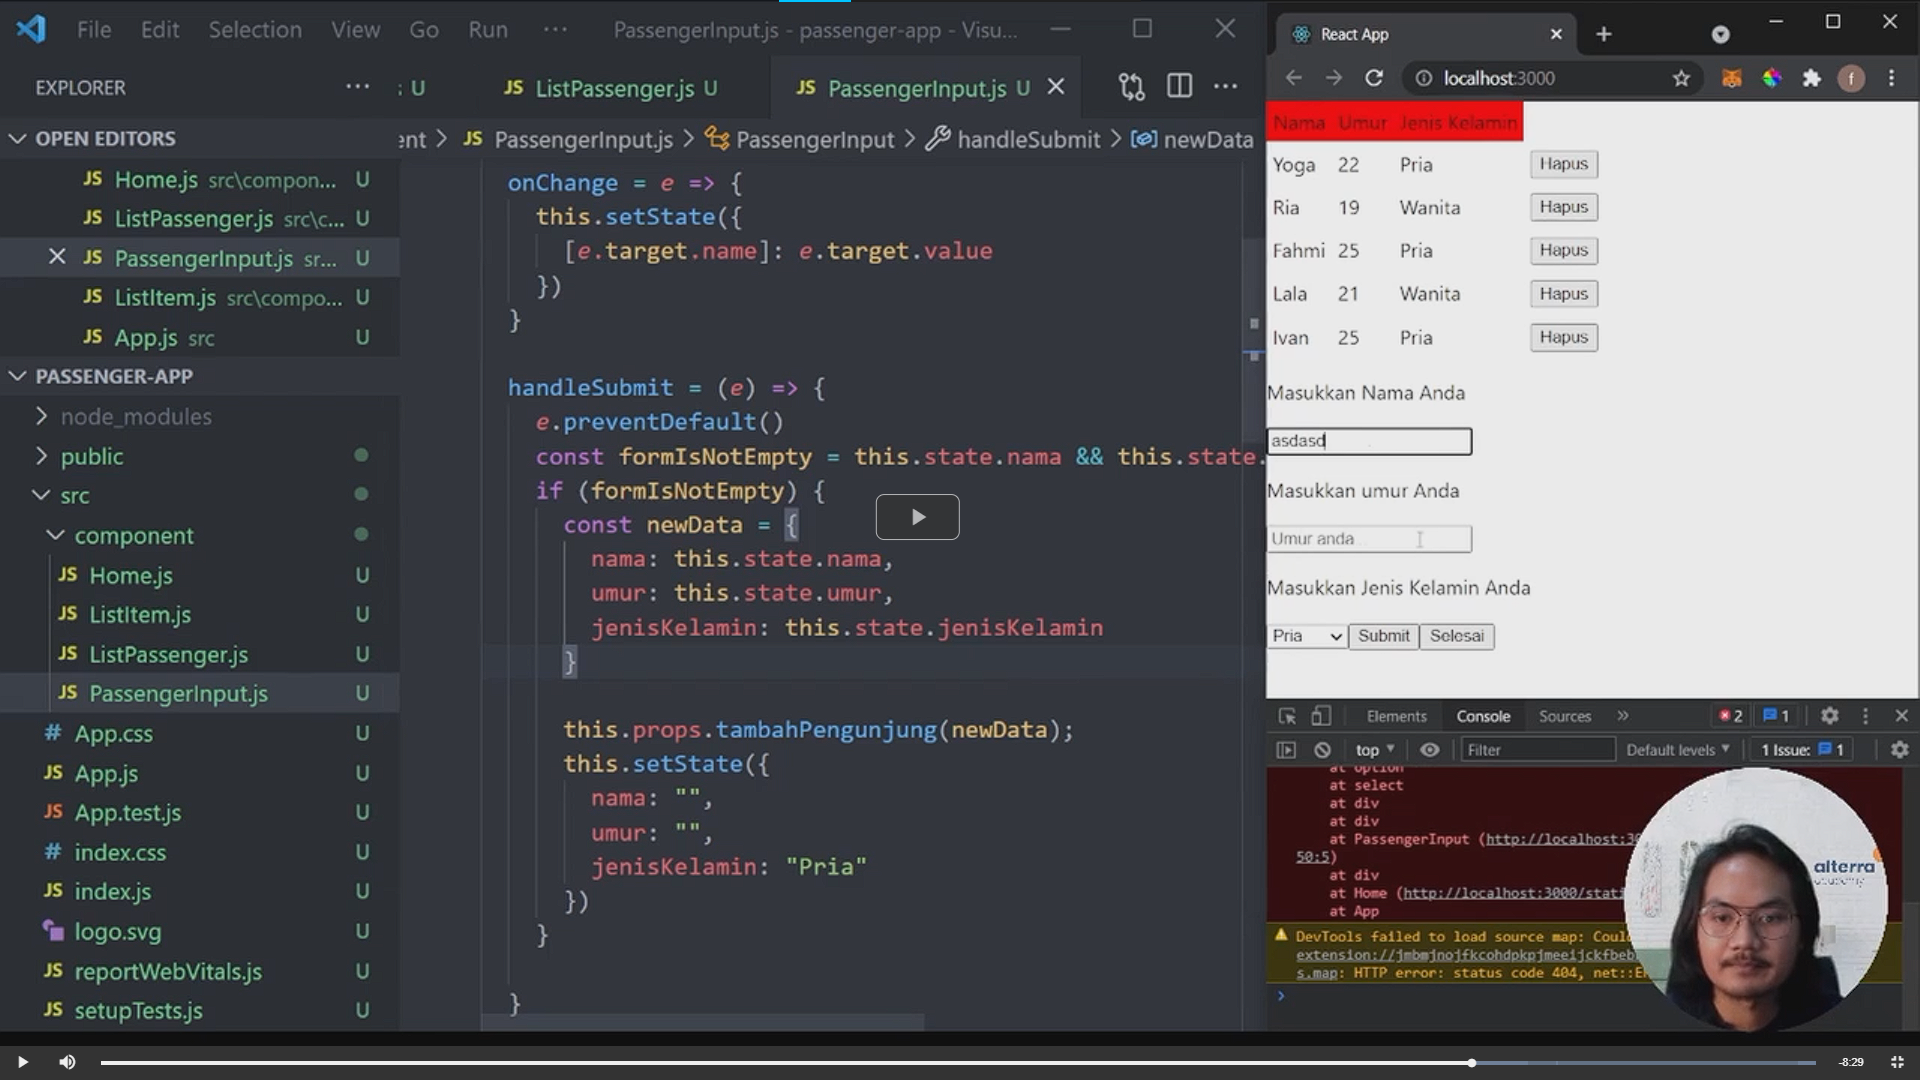 File Edit Selection View Go Run ··· PassengerInput.js - passenger-app - Visu...
EXPLORER ···
; U
JS ListPassenger.js U
JS PassengerInput.js U
ent > JS PassengerInput.js > PassengerInput > handleSubmit > newData
OPEN EDITORS
JS Home.js src\compon... U
JS ListPassenger.js src\c... U
JS PassengerInput.js sr... U
JS ListItem.js src\compo... U
JS App.js src U
PASSENGER-APP
node_modules
public
src
component
JS Home.js U
JS ListItem.js U
JS ListPassenger.js U
JS PassengerInput.js U
# App.css U
JS App.js U
JS App.test.js U
# index.css U
JS index.js U
logo.svg U
JS reportWebVitals.js U
JS setupTests.js U
onChange = e => {
this.setState({
[e.target.name]: e.target.value
})
}
handleSubmit = (e) => {
e.preventDefault()
const formIsNotEmpty = this.state.nama && this.state.
if (formIsNotEmpty) {
const newData = {
nama: this.state.nama,
umur: this.state.umur,
jenisKelamin: this.state.jenisKelamin
}
this.props.tambahPengunjung(newData);
this.setState({
nama: "",
umur: "",
jenisKelamin: "Pria"
})
}
}
React App
localhost:3000
f
Nama Umur Jenis Kelamin
Yoga 22 Pria Hapus
Ria 19 Wanita Hapus
Fahmi 25 Pria Hapus
Lala 21 Wanita Hapus
Ivan 25 Pria Hapus
Masukkan Nama Anda
asdasd
Masukkan umur Anda
Umur anda
Masukkan Jenis Kelamin Anda
Pria Submit Selesai
Elements Console Sources » 2 1
top Filter Default levels 1 Issue: 1
at option
at select
at div
at div
at PassengerInput (http://localhost:30
50:5)
at div
at Home (http://localhost:3000/stati
at App
DevTools failed to load source map: Coul
extension://jmbmjnojfkcohdpkpjmeeijckfbeb
s.map: HTTP error: status code 404, net::E
alterra
academy
-8:29